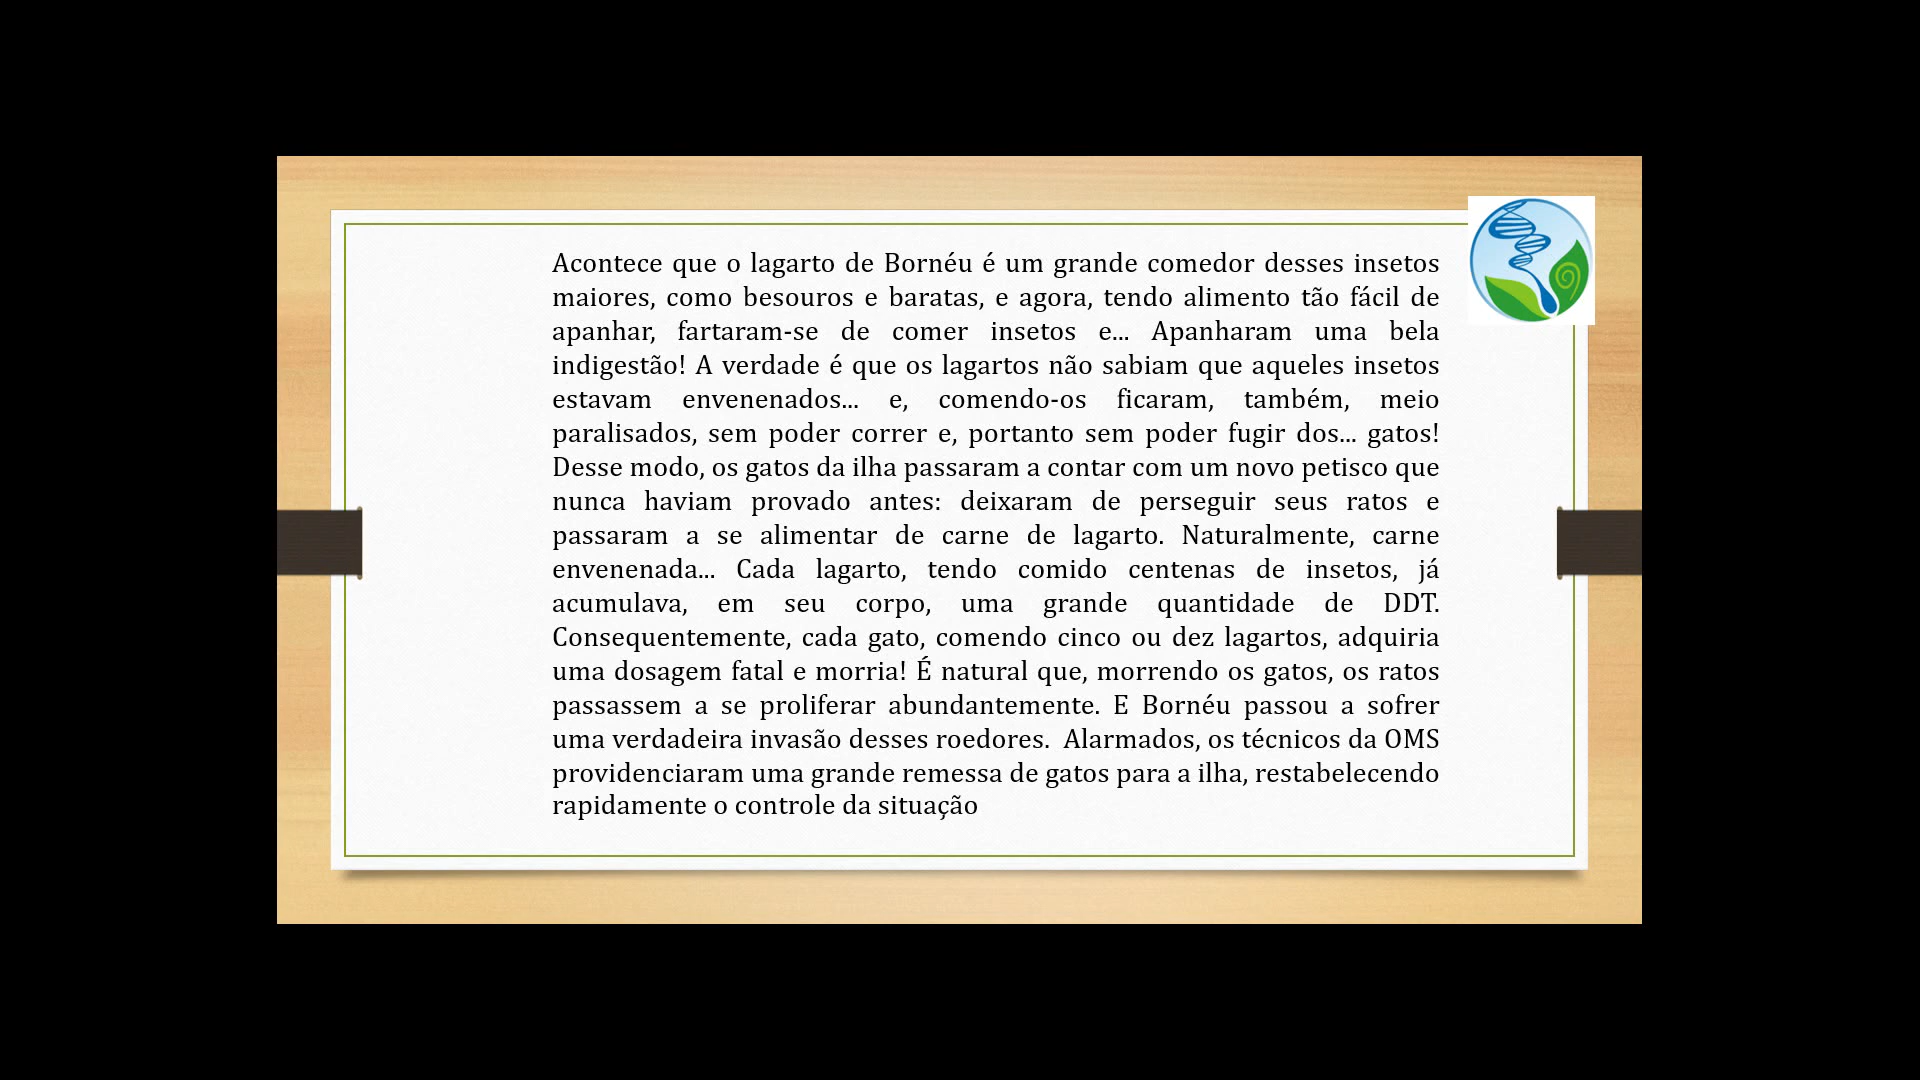 Acontece que o lagarto de Bornéu é um grande comedor desses insetos
maiores, como besouros e baratas, e agora, tendo alimento tão fácil de
apanhar, fartaram-se de comer insetos e... Apanharam uma bela
indigestão! A verdade é que os lagartos não sabiam que aqueles insetos
estavam envenenados... e, comendo-os ficaram, também, meio
paralisados, sem poder correr e, portanto sem poder fugir dos... gatos!
Desse modo, os gatos da ilha passaram a contar com um novo petisco que
nunca haviam provado antes: deixaram de perseguir seus ratos e
passaram a se alimentar de carne de lagarto. Naturalmente, carne
envenenada... Cada lagarto, tendo comido centenas de insetos, já
acumulava, em seu corpo, uma grande quantidade de DDT.
Consequentemente, cada gato, comendo cinco ou dez lagartos, adquiria
uma dosagem fatal e morria! É natural que, morrendo os gatos, os ratos
passassem a se proliferar abundantemente. E Bornéu passou a sofrer
uma verdadeira invasão desses roedores. Alarmados, os técnicos da OMS
providenciaram uma grande remessa de gatos para a ilha, restabelecendo
rapidamente o controle da situação